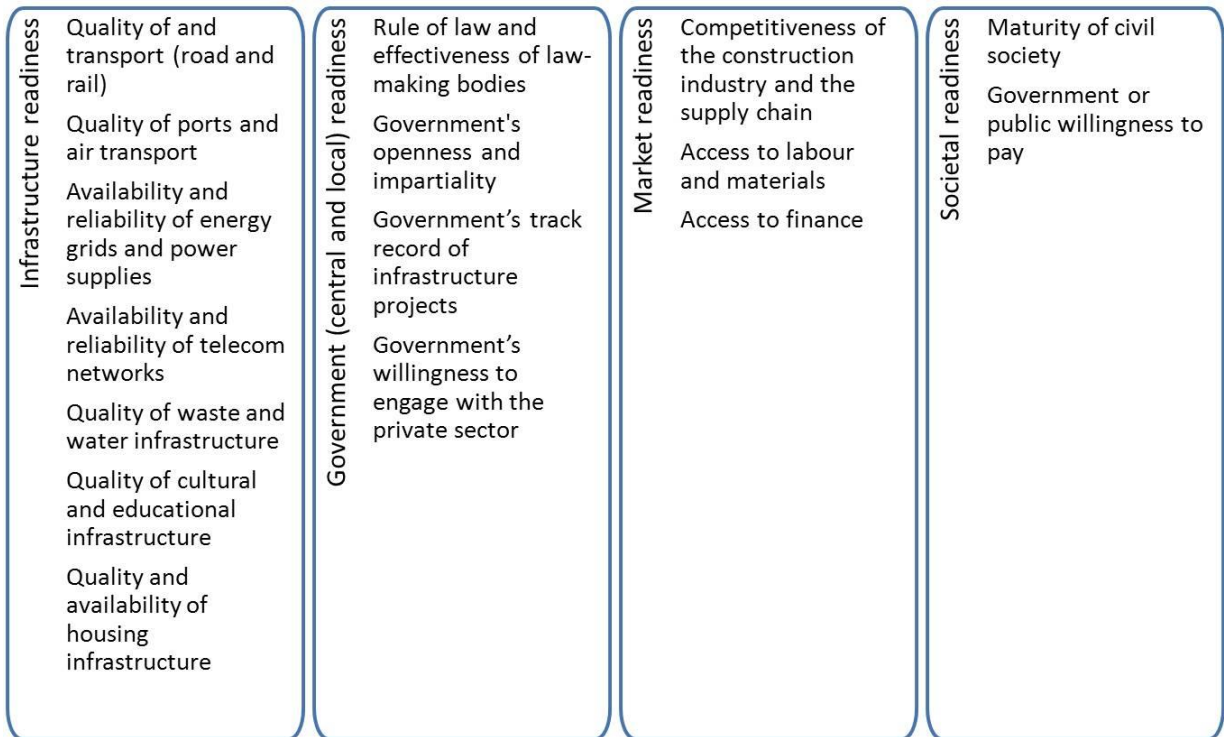 Infrastructure readiness
Quality of and
transport (road and
rail)
Quality of ports and
air transport
Availability and
reliability of energy
grids and power
supplies
Availability and
reliability of telecom
networks
Quality of waste and
water infrastructure
Quality of cultural
and educational
infrastructure
Quality and
availability of
housing
infrastructure
Government (central and local) readiness
Rule of law and
effectiveness of law-
making bodies
Government's
openness and
impartiality
Government’s track
record of
infrastructure
projects
Government’s
willingness to
engage with the
private sector
Market readiness
Competitiveness of
the construction
industry and the
supply chain
Access to labour
and materials
Access to finance
Societal readiness
Maturity of civil
society
Government or
public willingness to
pay